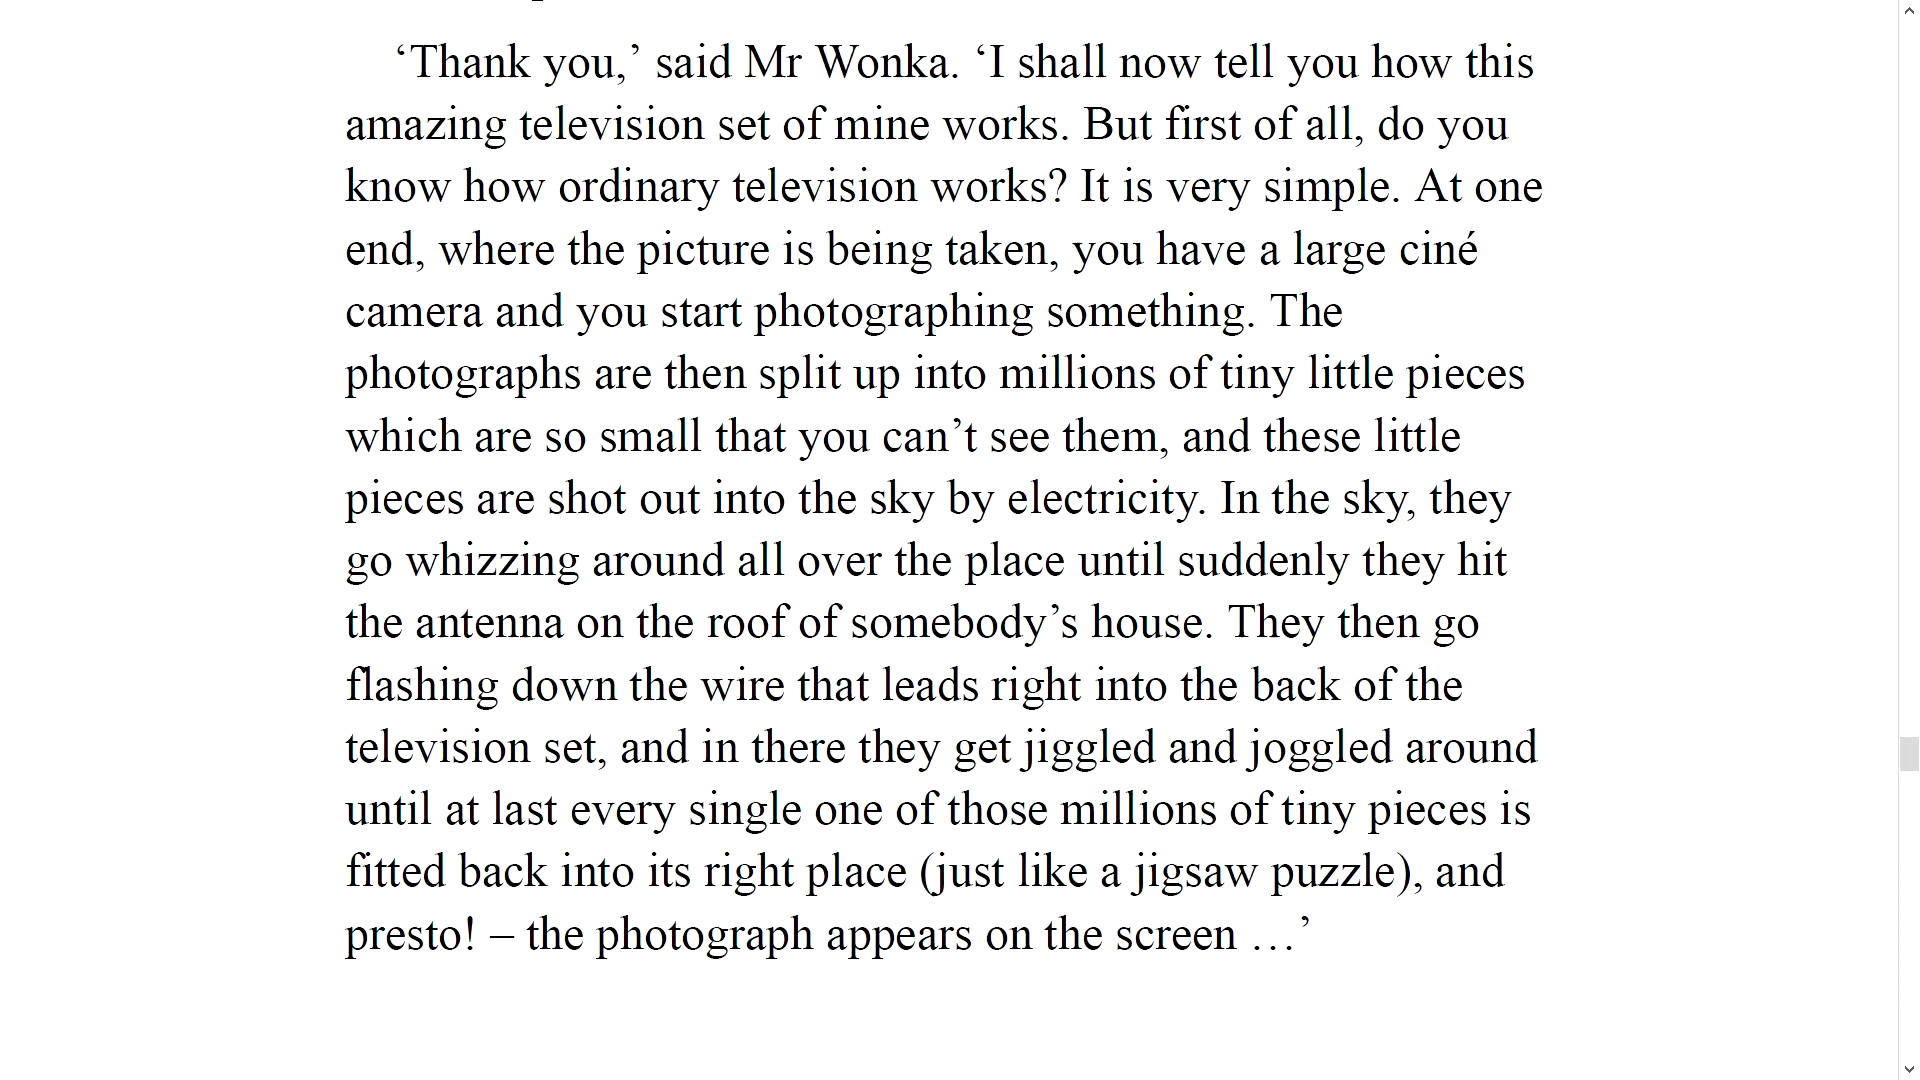 ‘Thank you,’ said Mr Wonka. ‘I shall now tell you how this
amazing television set of mine works. But first of all, do you
know how ordinary television works? It is very simple. At one
end, where the picture is being taken, you have a large ciné
camera and you start photographing something. The
photographs are then split up into millions of tiny little pieces
which are so small that you can’t see them, and these little
pieces are shot out into the sky by electricity. In the sky, they
go whizzing around all over the place until suddenly they hit
the antenna on the roof of somebody’s house. They then go
flashing down the wire that leads right into the back of the
television set, and in there they get jiggled and joggled around
until at last every single one of those millions of tiny pieces is
fitted back into its right place (just like a jigsaw puzzle), and
presto! – the photograph appears on the screen …’